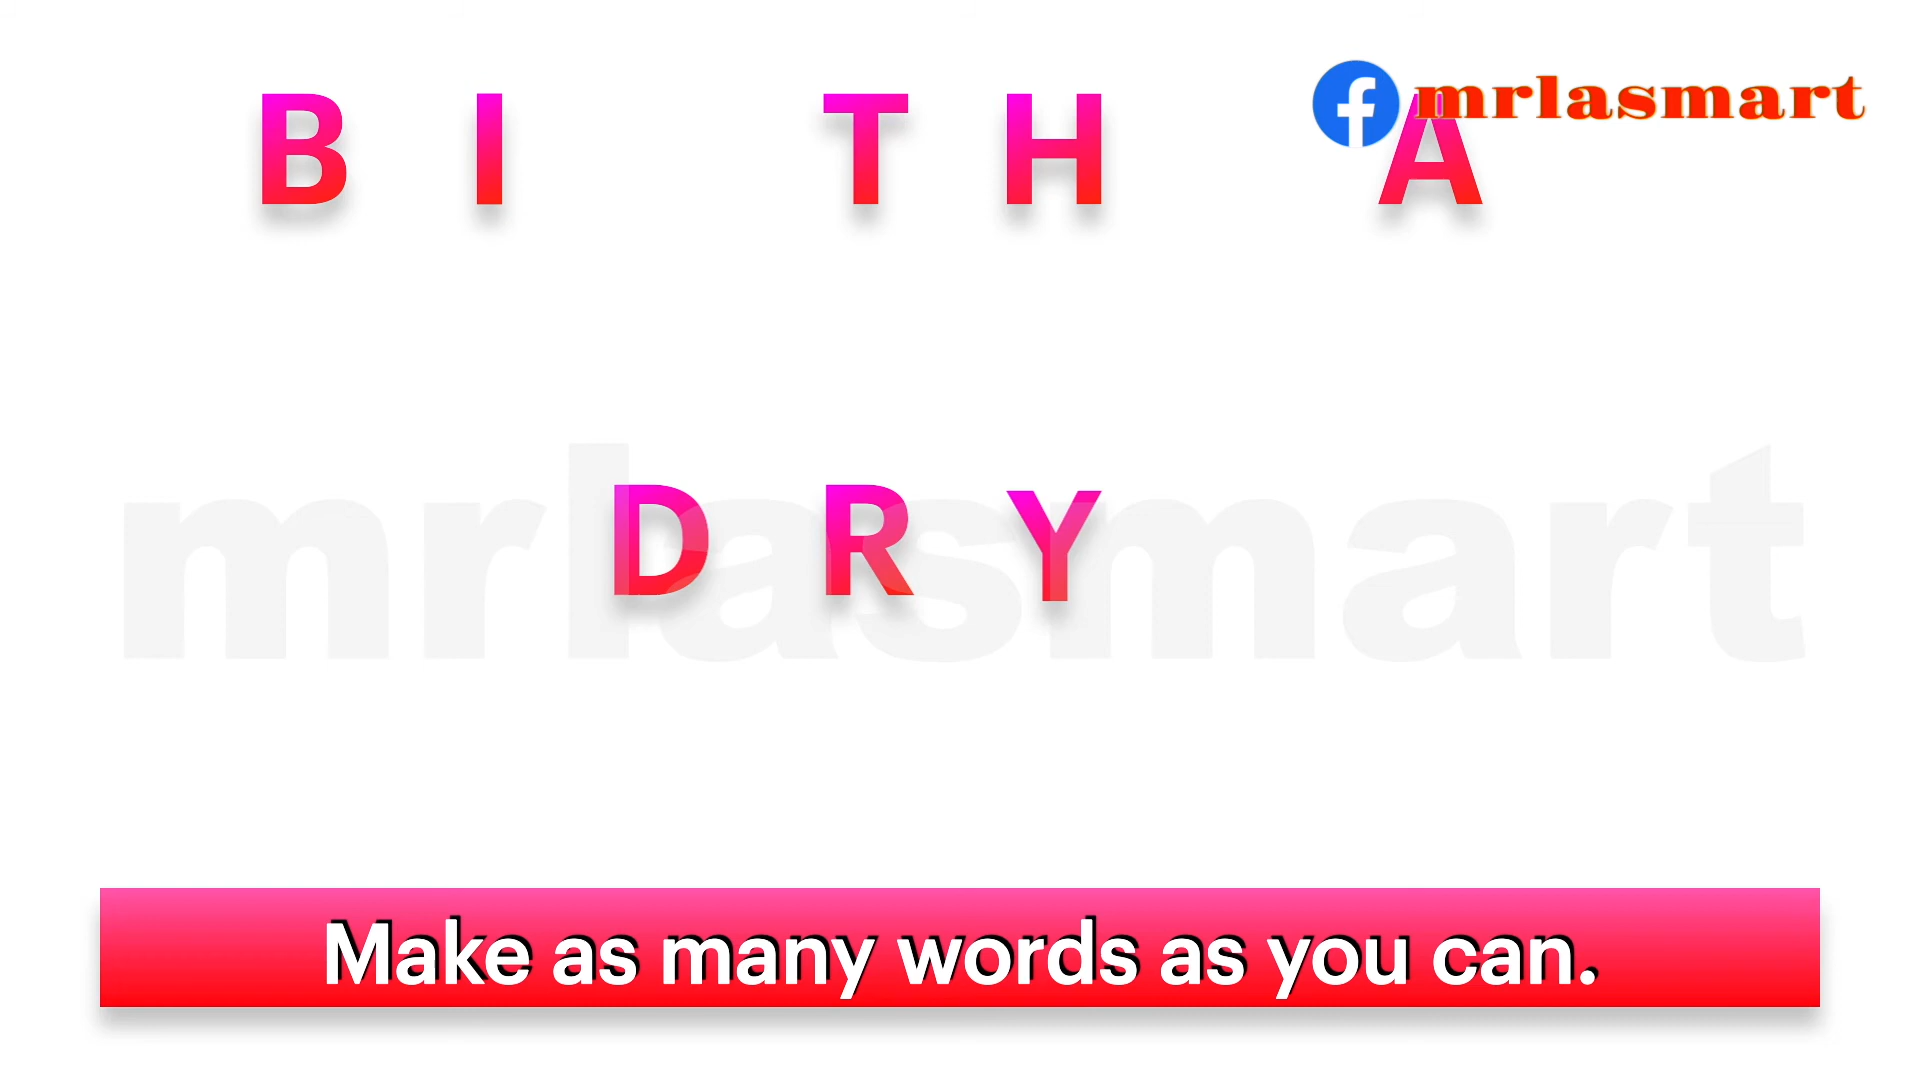 B I T H A
mrlasmart
D R Y
mrlasmart
Make as many words as you can.